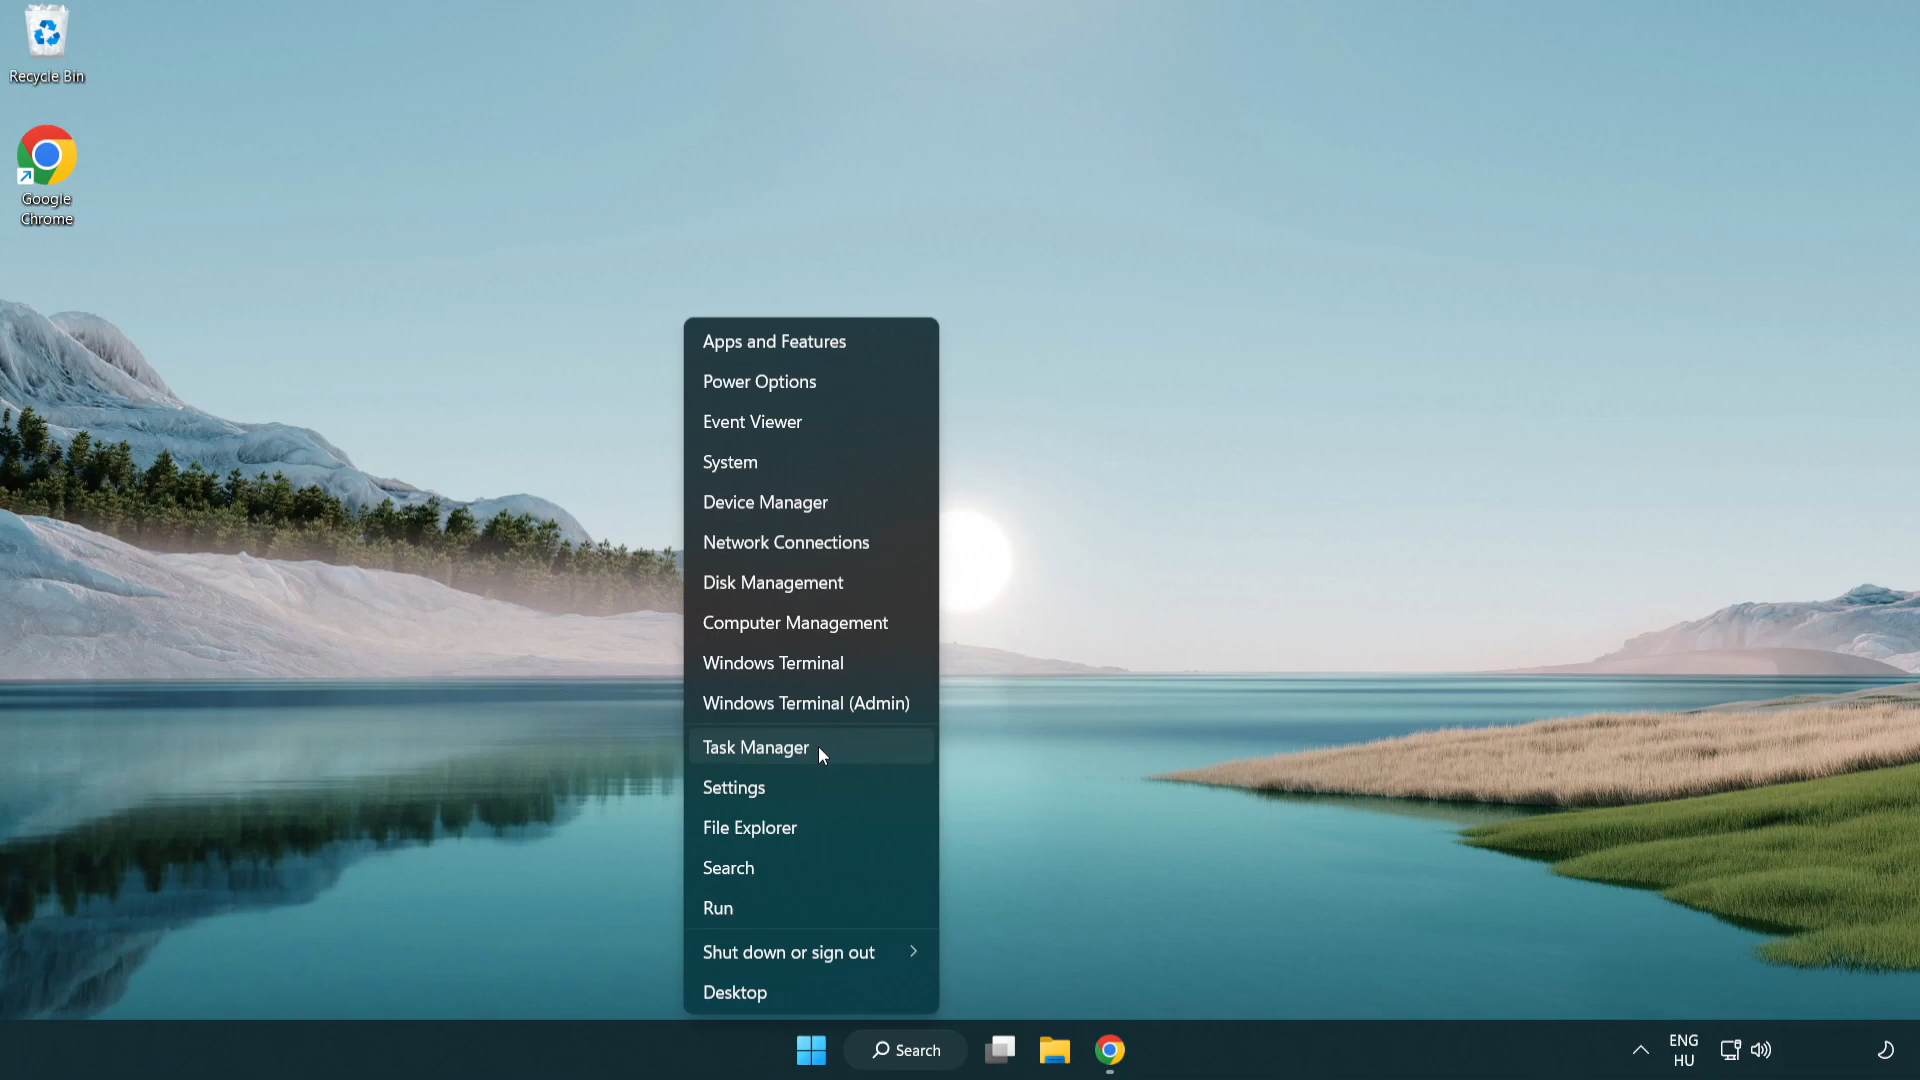 Recycle Bin
Google
Chrome
Apps and Features
Power Options
Event Viewer
System
Device Manager
Network Connections
Disk Management
Computer Management
Windows Terminal
Windows Terminal (Admin)
Task Manager
Settings
File Explorer
Search
Run
Shut down or sign out
Desktop
Search
ENG
HU